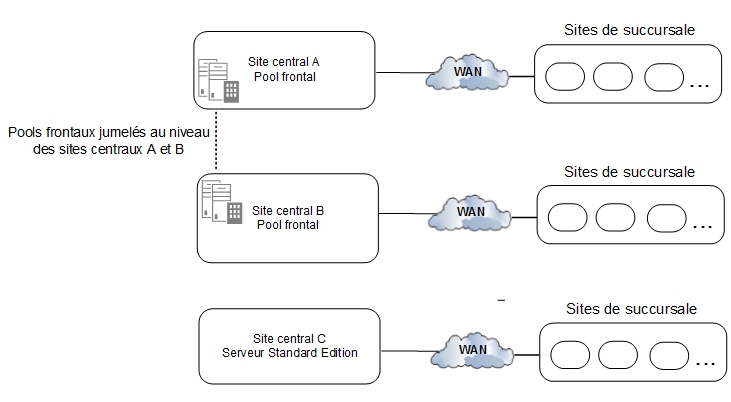 Sites de succursale
Site central A
Pool frontal
WAN
...
Pools frontaux jumelés au niveau
des sites centraux A et B
Sites de succursale
Site central B
Pool frontal
WAN
...
Sites de succursale
Site central C
Serveur Standard Edition
WAN
...